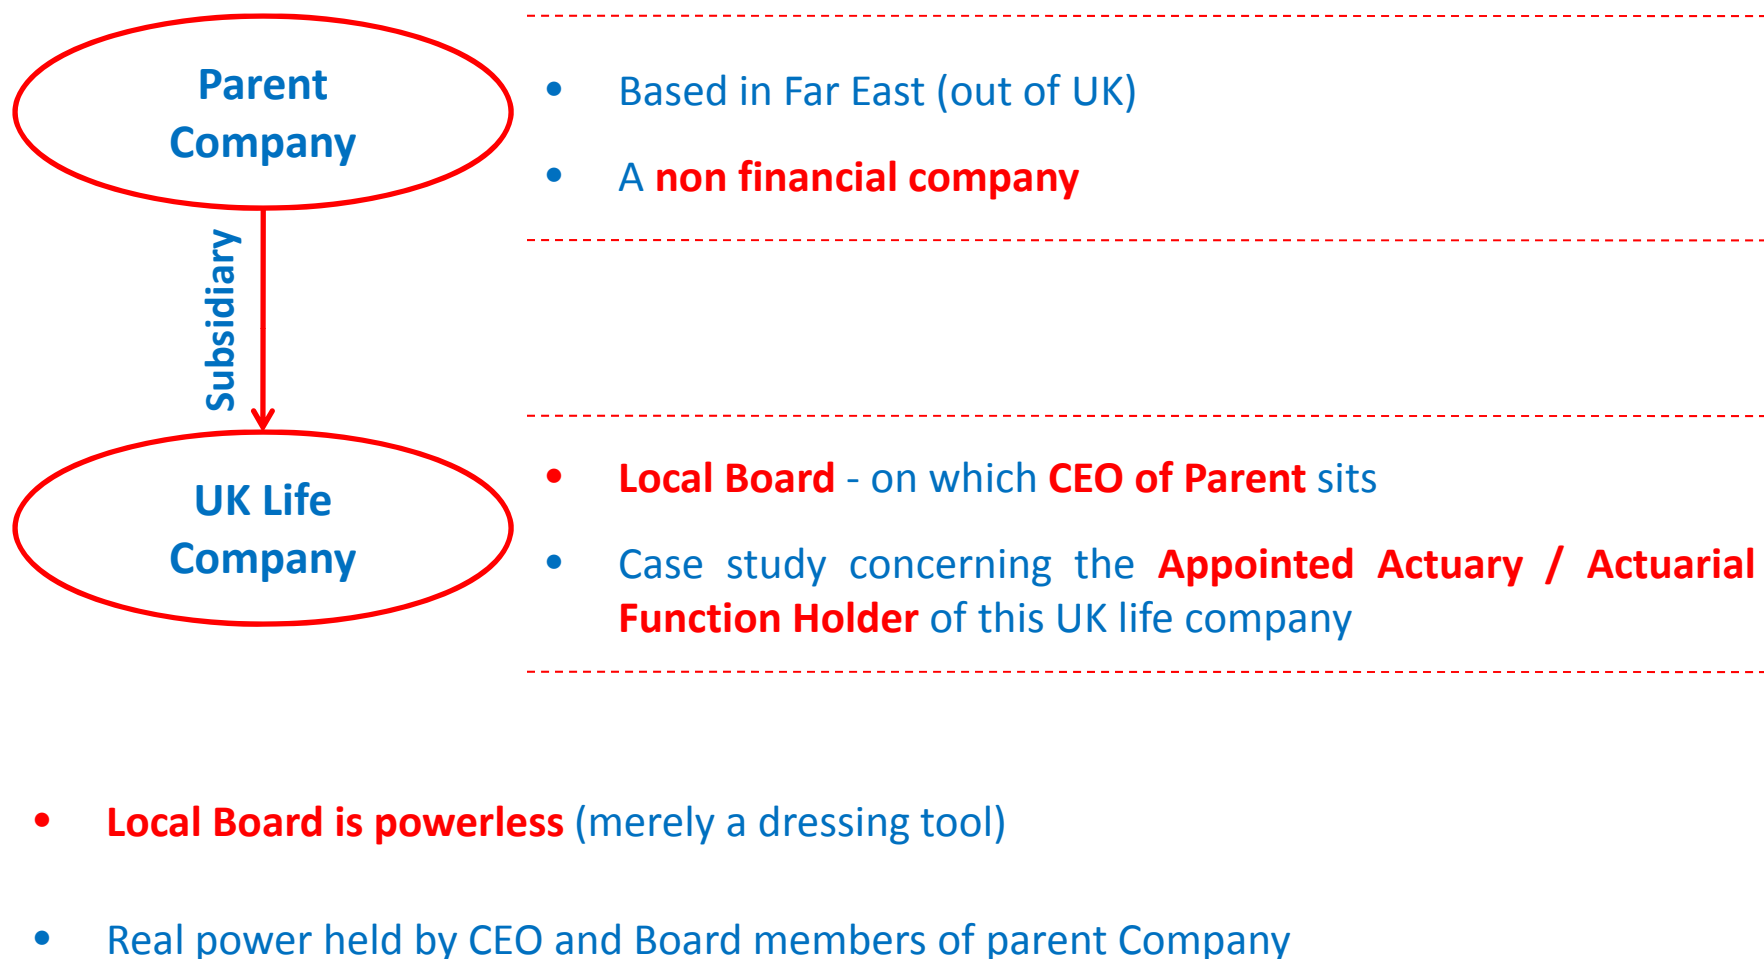 Parent
Company
• Based in Far East (out of UK)
• A non financial company
Subsidiary
UK Life
Company
• Local Board - on which CEO of Parent sits
• Case study concerning the Appointed Actuary / Actuarial
Function Holder of this UK life company
• Local Board is powerless (merely a dressing tool)
• Real power held by CEO and Board members of parent Company